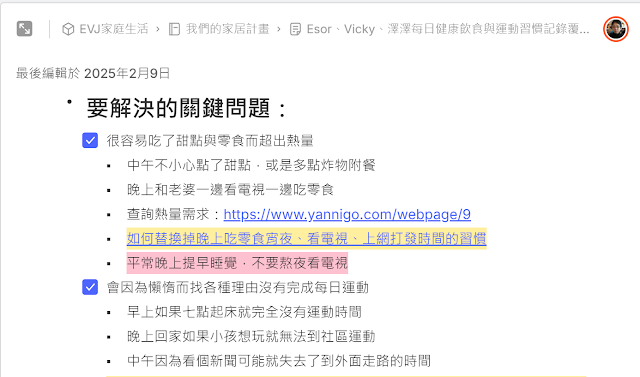 EVJ家庭生活 › 我們的家居計畫 › Esor、Vicky、澤澤每日健康飲食與運動習慣記錄覆...
最後編輯於 2025年2月9日
要解決的關鍵問題：
很容易吃了甜點與零食而超出熱量
中午不小心點了甜點，或是多點炸物附餐
晚上和老婆一邊看電視一邊吃零食
查詢熱量需求：https://www.yannigo.com/webpage/9
如何替換掉晚上吃零食宵夜、看電視、上網打發時間的習慣
平常晚上提早睡覺，不要熬夜看電視
會因為懶惰而找各種理由沒有完成每日運動
早上如果七點起床就完全沒有運動時間
晚上回家如果小孩想玩就無法到社區運動
中午因為看個新聞可能就失去了到外面走路的時間